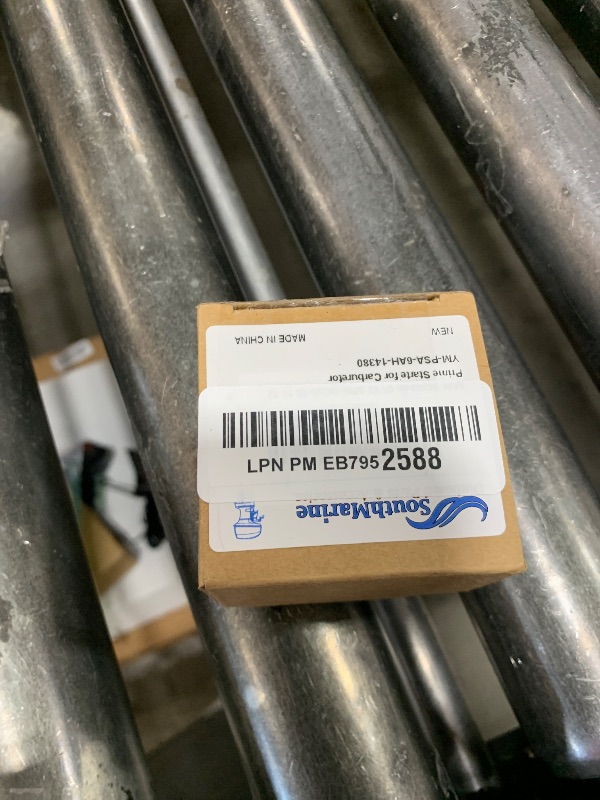 NEW
MADE IN CHINA
YM-PSA-6AH-14380
Prime Starte for Carburetor
LPN PM EB7952588
SouthMarine